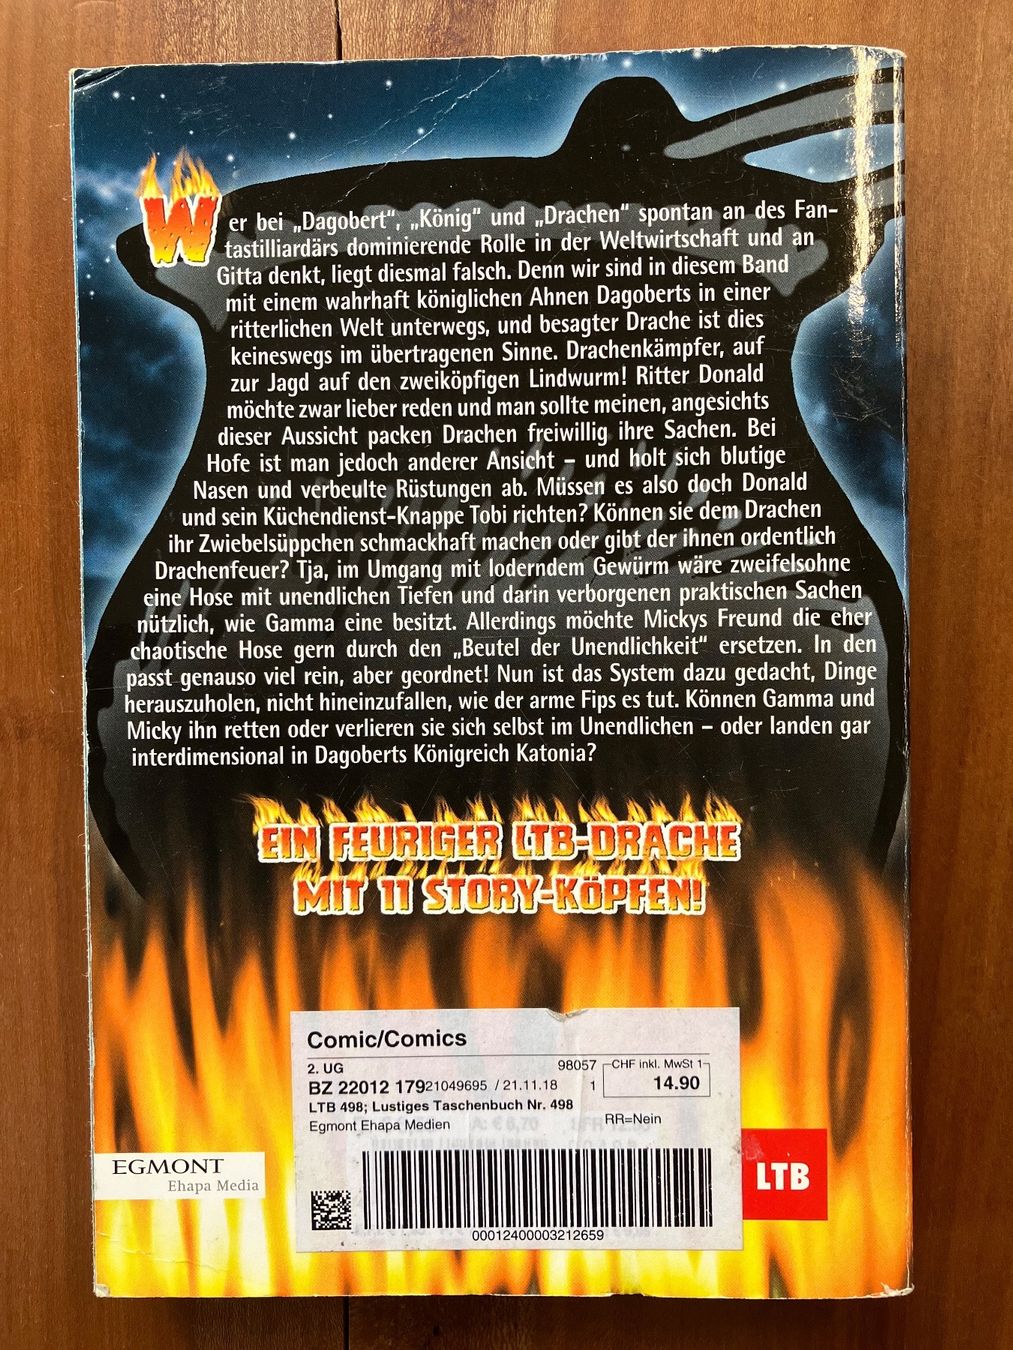 Wer bei „Dagobert“, „König“ und „Drachen“ spontan an des Fan-
tastilliardärs dominierende Rolle in der Weltwirtschaft und an
Gitta denkt, liegt diesmal falsch. Denn wir sind in diesem Band
mit einem wahrhaft königlichen Ahnen Dagoberts in einer
ritterlichen Welt unterwegs, und besagter Drache ist dies
keineswegs im übertragenen Sinne. Drachenkämpfer, auf
zur Jagd auf den zweiköpfigen Lindwurm! Ritter Donald
möchte zwar lieber reden und man sollte meinen, angesichts
dieser Aussicht packen Drachen freiwillig ihre Sachen. Bei
Hofe ist man jedoch anderer Ansicht – und holt sich blutige
Nasen und verbeulte Rüstungen ab. Müssen es also doch Donald
und sein Küchendienst-Knappe Tobi richten? Können sie dem Drachen
ihr Zwiebelsüppchen schmackhaft machen oder gibt der ihnen ordentlich
Drachenfeuer? Tja, im Umgang mit loderndem Gewürm wäre zweifelsohne
eine Hose mit unendlichen Tiefen und darin verborgenen praktischen Sachen
nützlich, wie Gamma eine besitzt. Allerdings möchte Mickys Freund die eher
chaotische Hose gern durch den „Beutel der Unendlichkeit“ ersetzen. In den
passt genauso viel rein, aber geordnet! Nun ist das System dazu gedacht, Dinge
herauszuholen, nicht hineinzufallen, wie der arme Fips es tut. Können Gamma und
Micky ihn retten oder verlieren sie sich selbst im Unendlichen – oder landen gar
interdimensional in Dagoberts Königreich Katonia?
EIN FEURIGER LTB-DRACHE
MIT 11 STORY-KÖPFEN!
Comic/Comics
2. UG 98057 CHF inkl. MwSt 1
BZ 22012 179 21049695 / 21.11.18 1 14.90
LTB 498; Lustiges Taschenbuch Nr. 498
Egmont Ehapa Medien RR=Nein
00012400003212659
EGMONT
Ehapa Media
LTB